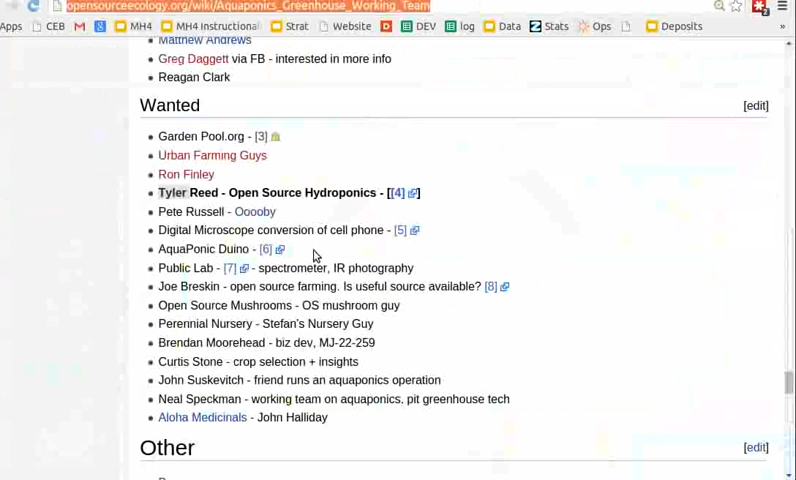 opensourceecology.org/wiki/Aquaponics_Greenhouse_Working_Team
Apps CEB MH4 MH4 Instructional Strat Website DEV log Data Stats Ops Deposits
Matthew Andrews
Greg Daggett via FB - interested in more info
Reagan Clark
Wanted [edit]
Garden Pool.org - [3]
Urban Farming Guys
Ron Finley
Tyler Reed - Open Source Hydroponics - [[4] ]
Pete Russell - Ooooby
Digital Microscope conversion of cell phone - [5]
AquaPonic Duino - [6]
Public Lab - [7] - spectrometer, IR photography
Joe Breskin - open source farming. Is useful source available? [8]
Open Source Mushrooms - OS mushroom guy
Perennial Nursery - Stefan's Nursery Guy
Brendan Moorehead - biz dev, MJ-22-259
Curtis Stone - crop selection + insights
John Suskevitch - friend runs an aquaponics operation
Neal Speckman - working team on aquaponics, pit greenhouse tech
Aloha Medicinals - John Halliday
Other [edit]